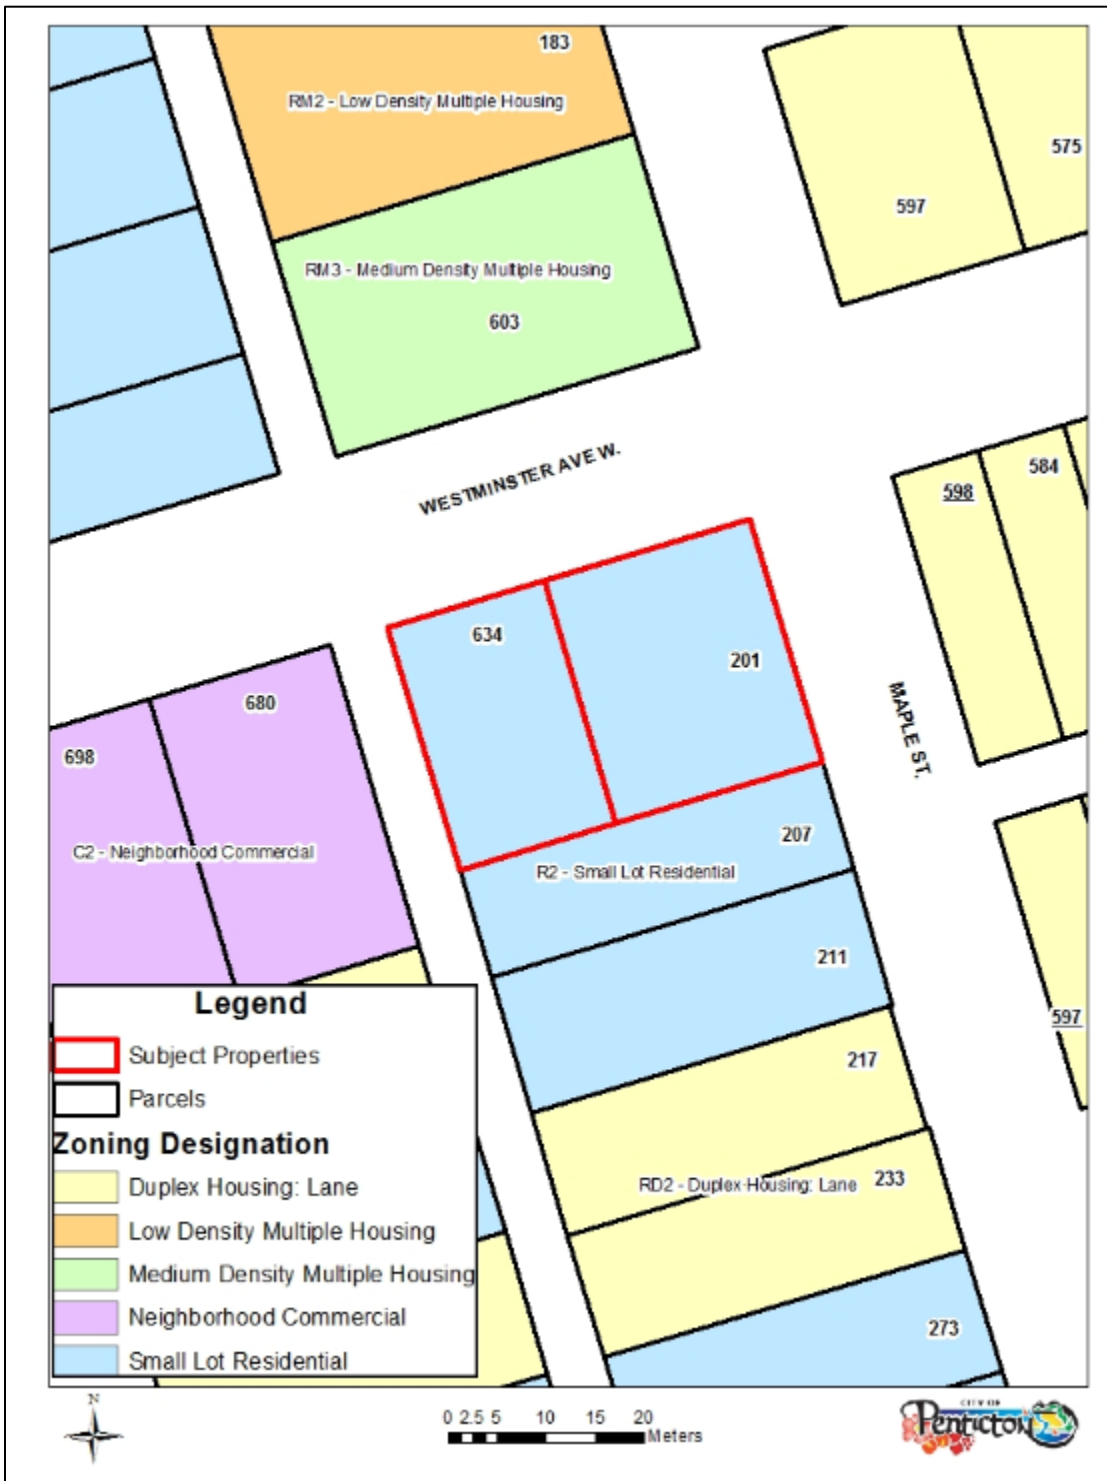 183
RM2 - Low Density Multiple Housing
575
597
RM3 - Medium Density Multiple Housing
603
WESTMINSTER AVE W.
598
584
634
201
680
698
MAPLE ST.
207
C2 - Neighborhood Commercial
R2 - Small Lot Residential
211
597
217
RD2 - Duplex Housing: Lane
233
273
Legend
Subject Properties
Parcels
Zoning Designation
Duplex Housing: Lane
Low Density Multiple Housing
Medium Density Multiple Housing
Neighborhood Commercial
Small Lot Residential
N
0 2.5 5 10 15 20
Meters
CITY OF
Penticton